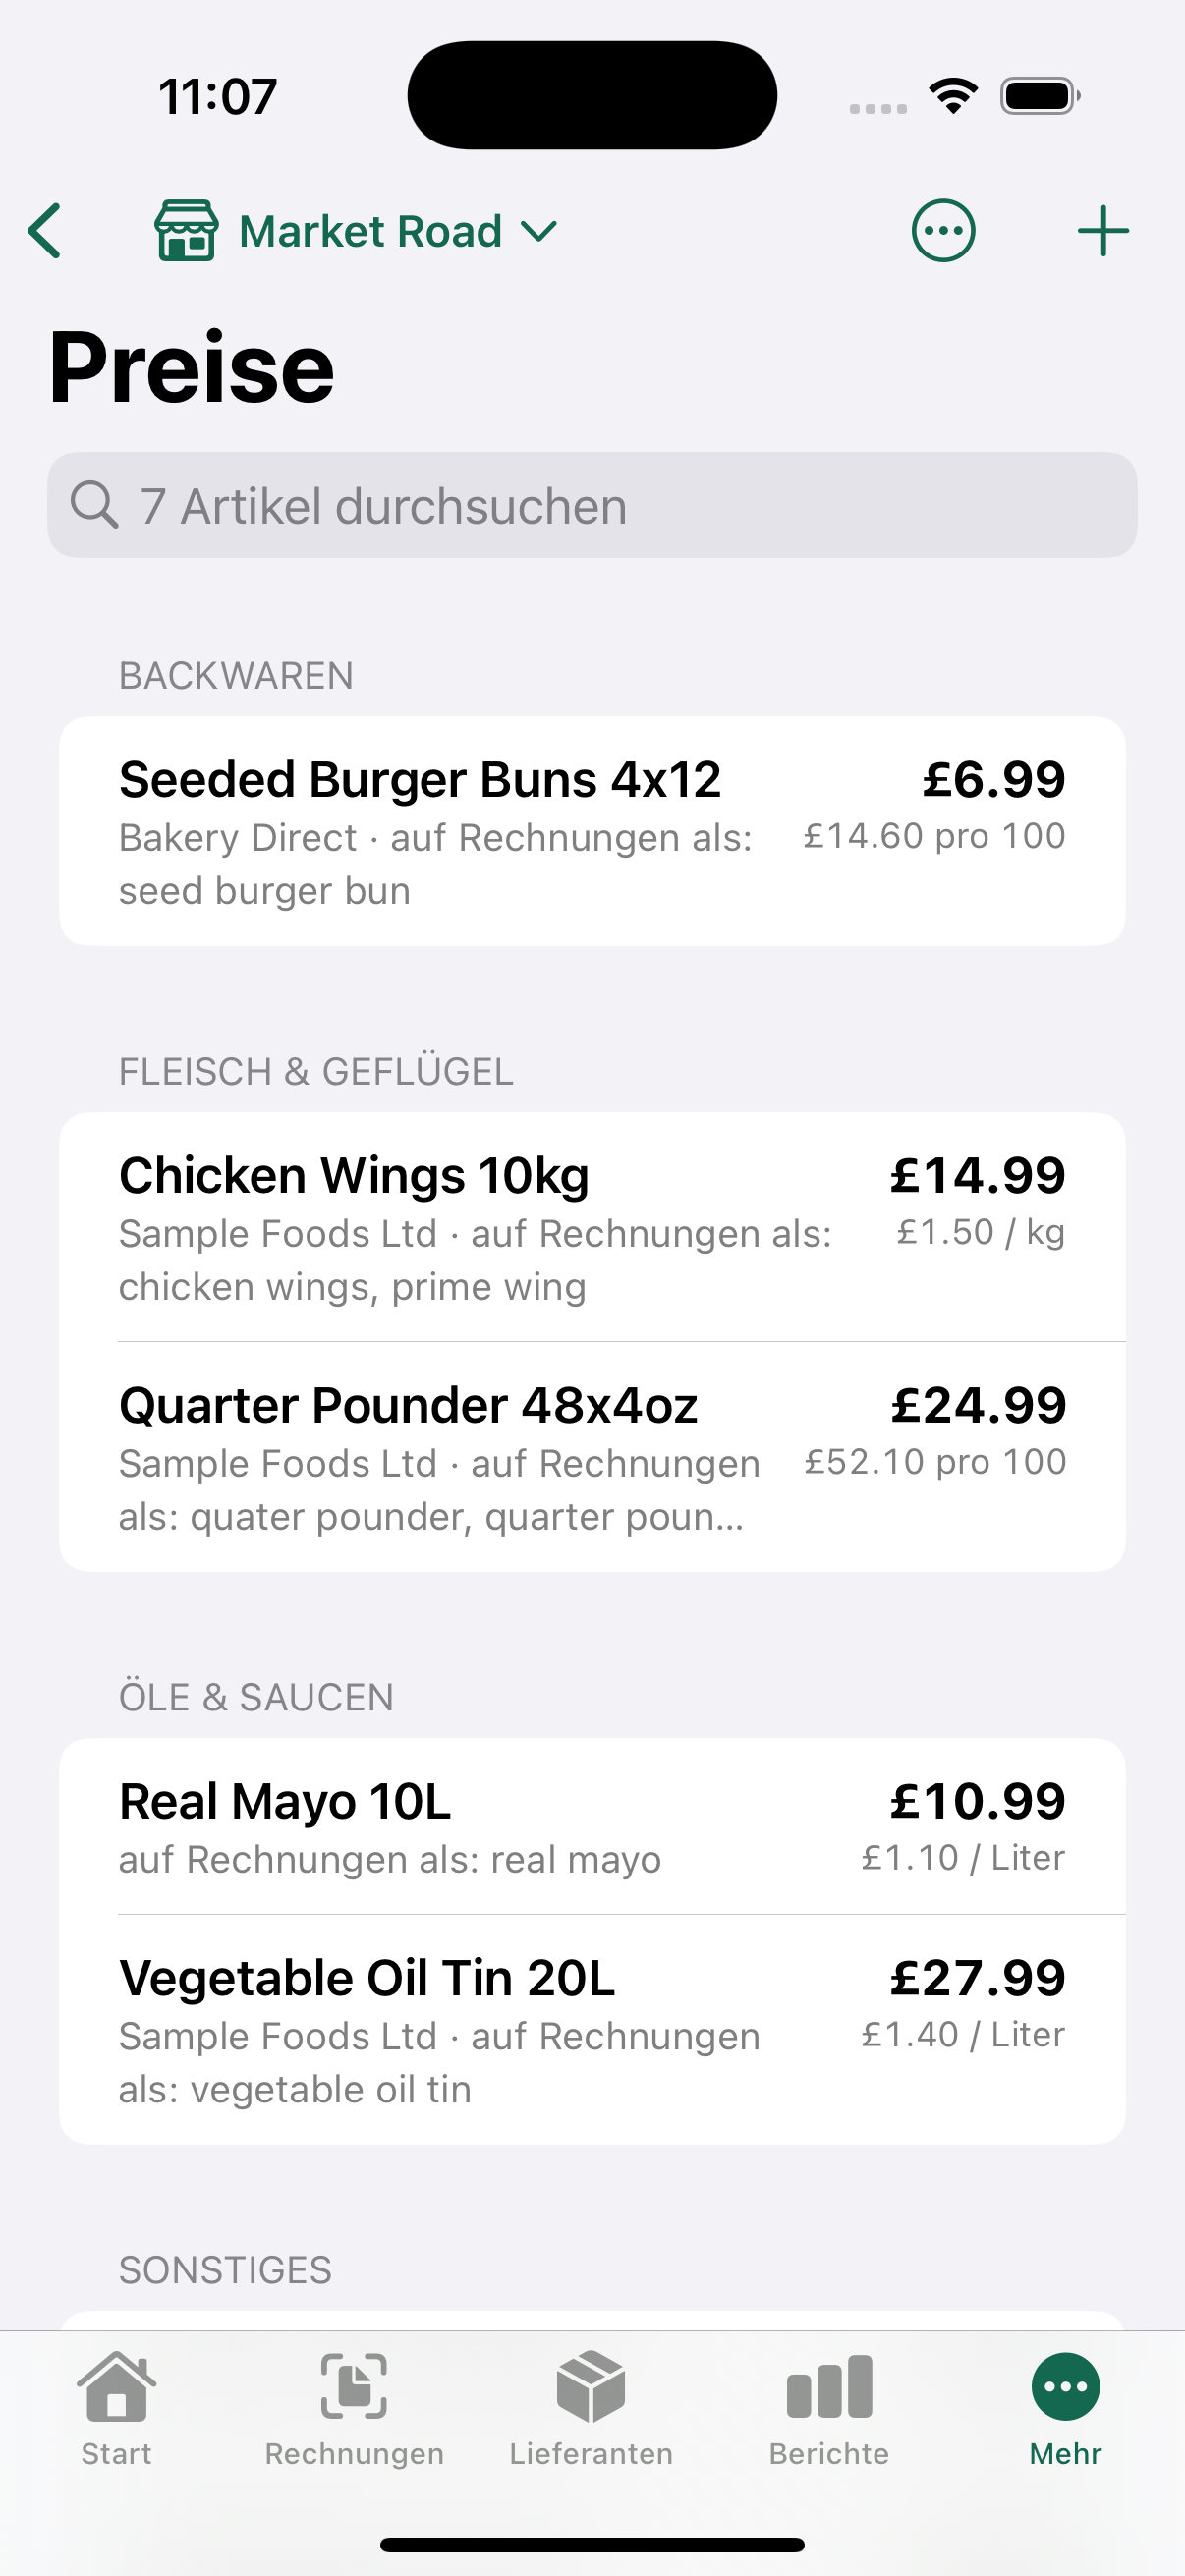 11:07
Market Road
Preise
7 Artikel durchsuchen
BACKWAREN
Seeded Burger Buns 4x12 £6.99
Bakery Direct · auf Rechnungen als: £14.60 pro 100
seed burger bun
FLEISCH & GEFLÜGEL
Chicken Wings 10kg £14.99
Sample Foods Ltd · auf Rechnungen als: £1.50 / kg
chicken wings, prime wing
Quarter Pounder 48x4oz £24.99
Sample Foods Ltd · auf Rechnungen £52.10 pro 100
als: quater pounder, quarter poun...
ÖLE & SAUCEN
Real Mayo 10L £10.99
auf Rechnungen als: real mayo £1.10 / Liter
Vegetable Oil Tin 20L £27.99
Sample Foods Ltd · auf Rechnungen £1.40 / Liter
als: vegetable oil tin
SONSTIGES
Start Rechnungen Lieferanten Berichte Mehr